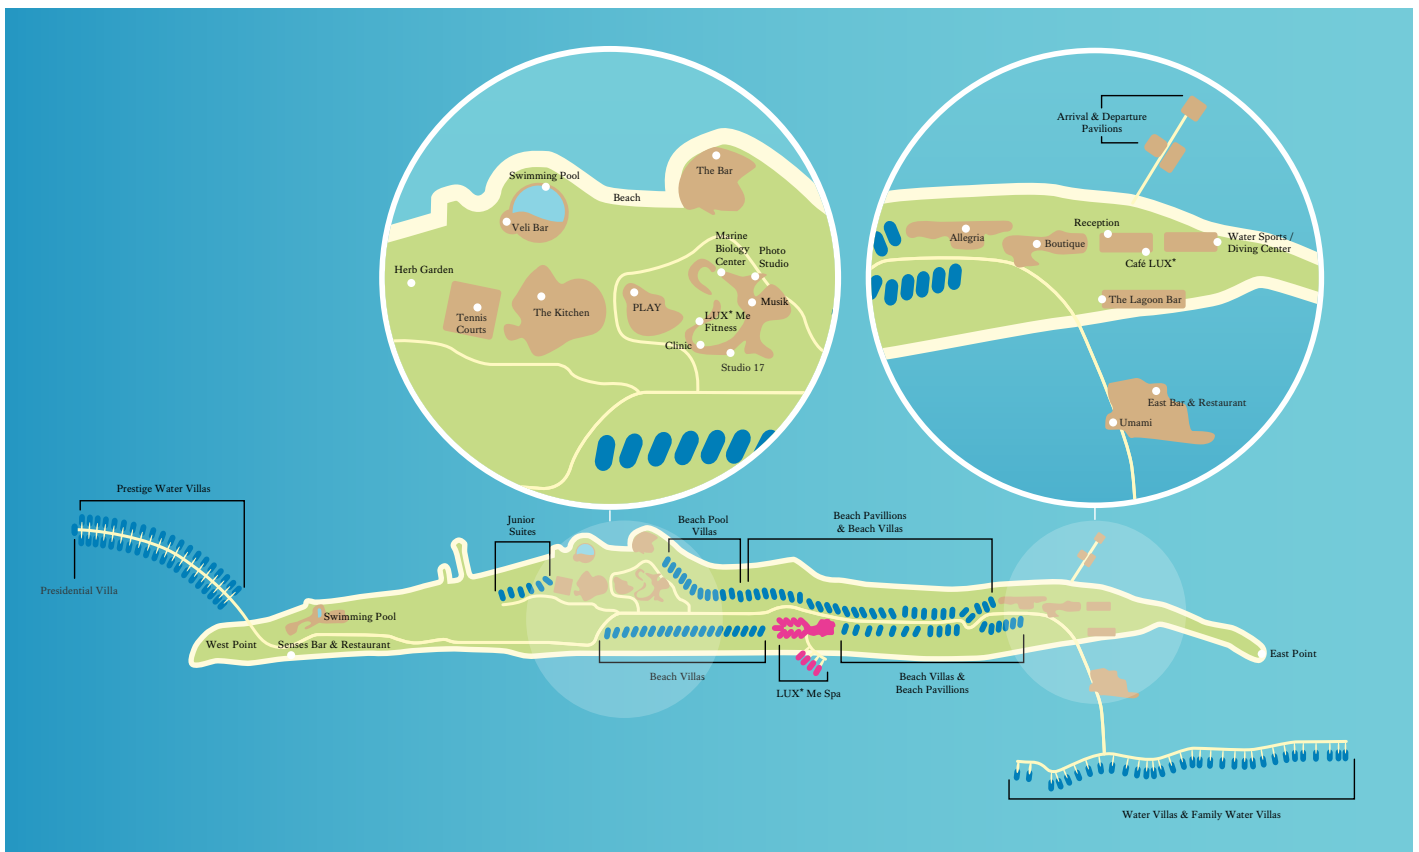 Arrival & Departure
Pavilions
The Bar
Swimming Pool
Beach
Veli Bar
Marine
Biology
Center
Photo
Studio
Herb Garden
Musik
Tennis
Courts
The Kitchen
PLAY
LUX* Me
Fitness
Clinic
Studio 17
Reception
Allegria
Boutique
Water Sports /
Diving Center
Café LUX*
The Lagoon Bar
East Bar & Restaurant
Umami
Prestige Water Villas
Presidential Villa
Junior
Suites
Beach Pool
Villas
Beach Pavillions
& Beach Villas
Swimming Pool
West Point
Senses Bar & Restaurant
East Point
Beach Villas
LUX* Me Spa
Beach Villas &
Beach Pavillions
Water Villas & Family Water Villas